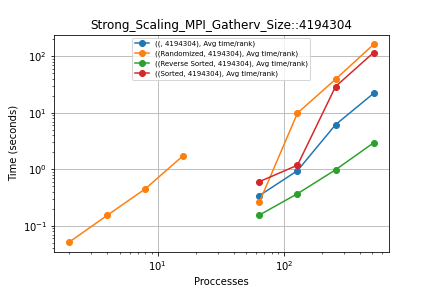 Strong_Scaling_MPI_Gatherv_Size::4194304
((, 4194304), Avg time/rank)
((Randomized, 4194304), Avg time/rank)
((Reverse Sorted, 4194304), Avg time/rank)
((Sorted, 4194304), Avg time/rank)
Time (seconds)
10²
10¹
10⁰
10⁻¹
10¹ 10²
Proccesses